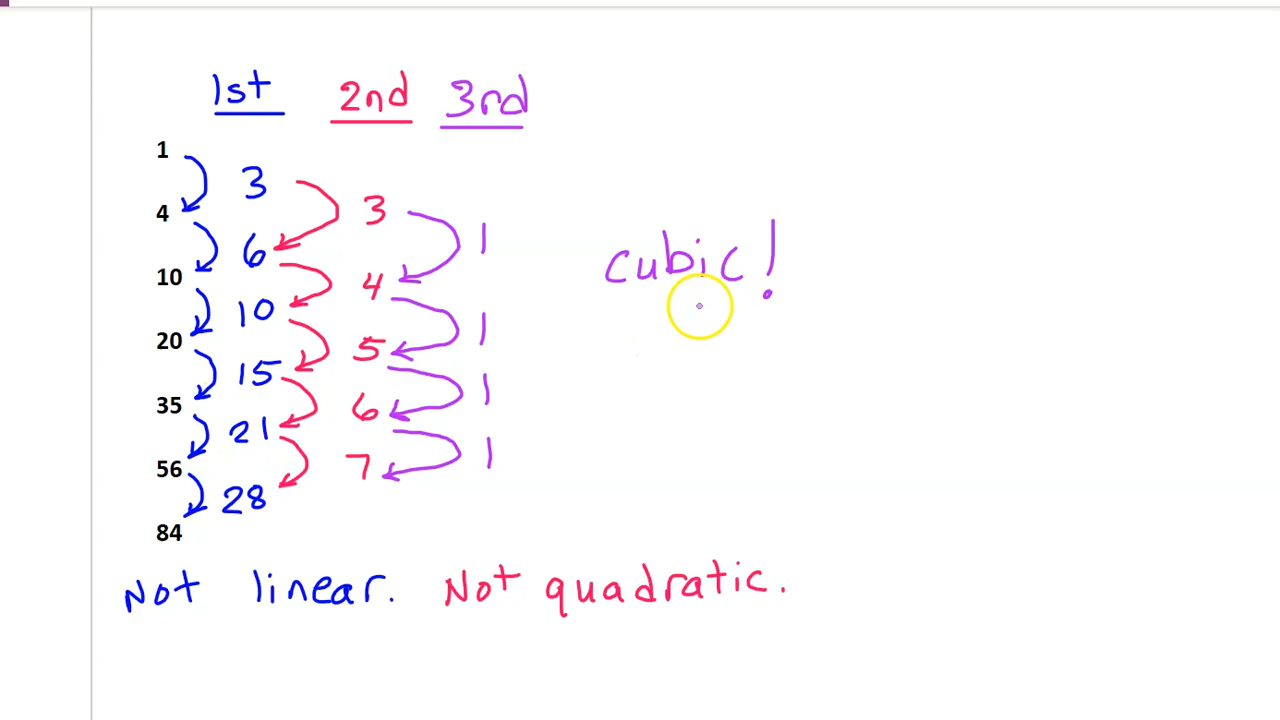 1st 2nd 3rd
1
3
4 3
6 1
10 4
10
20 5 1
15
35 6 1
21
56 7 1
28
84
cubic!
Not linear. Not quadratic.